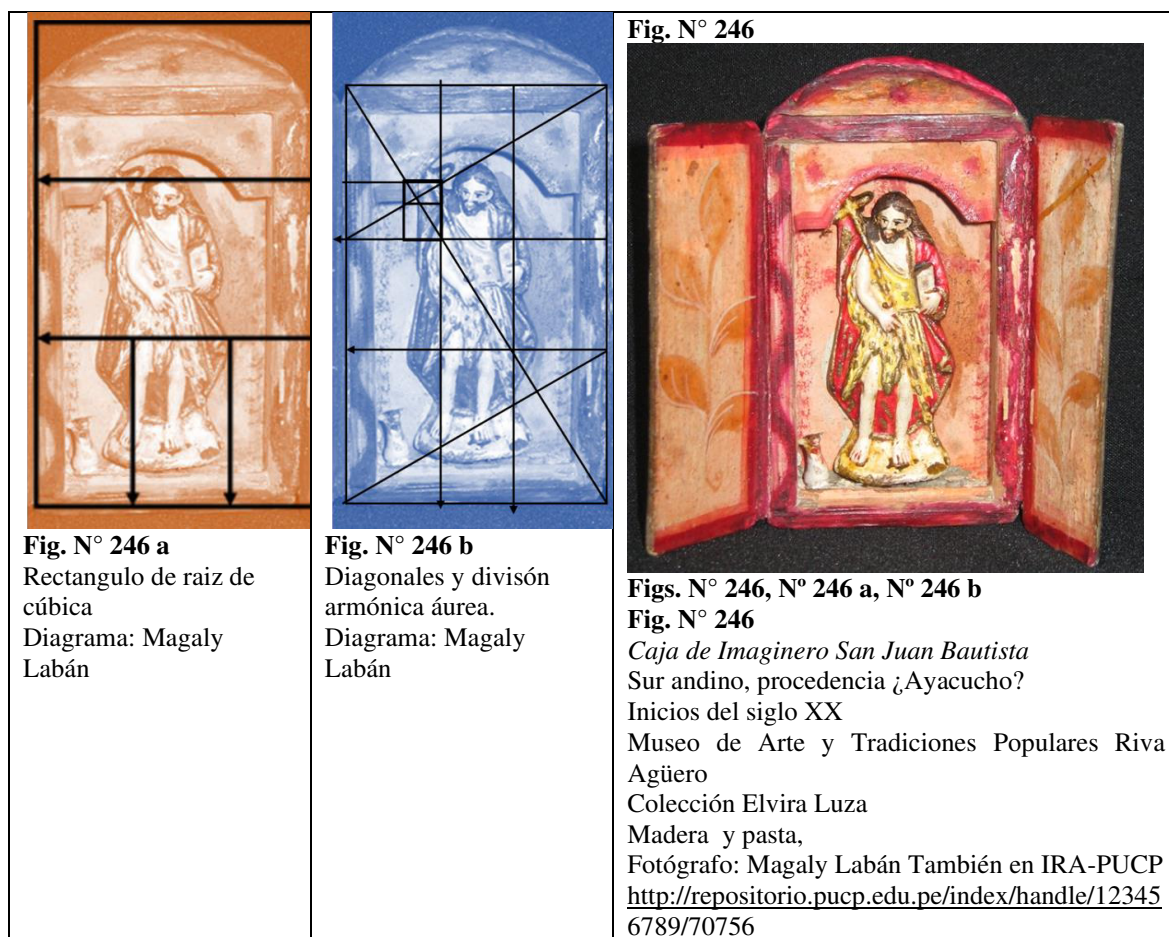 Fig. N° 246 a
Rectangulo de raiz de
cúbica
Diagrama: Magaly
Labán
Fig. N° 246 b
Diagonales y divisón
armónica áurea.
Diagrama: Magaly
Labán
Fig. N° 246
Figs. N° 246, Nº 246 a, Nº 246 b
Fig. N° 246
Caja de Imaginero San Juan Bautista
Sur andino, procedencia ¿Ayacucho?
Inicios del siglo XX
Museo de Arte y Tradiciones Populares Riva
Agüero
Colección Elvira Luza
Madera y pasta,
Fotógrafo: Magaly Labán También en IRA-PUCP
http://repositorio.pucp.edu.pe/index/handle/12345
6789/70756